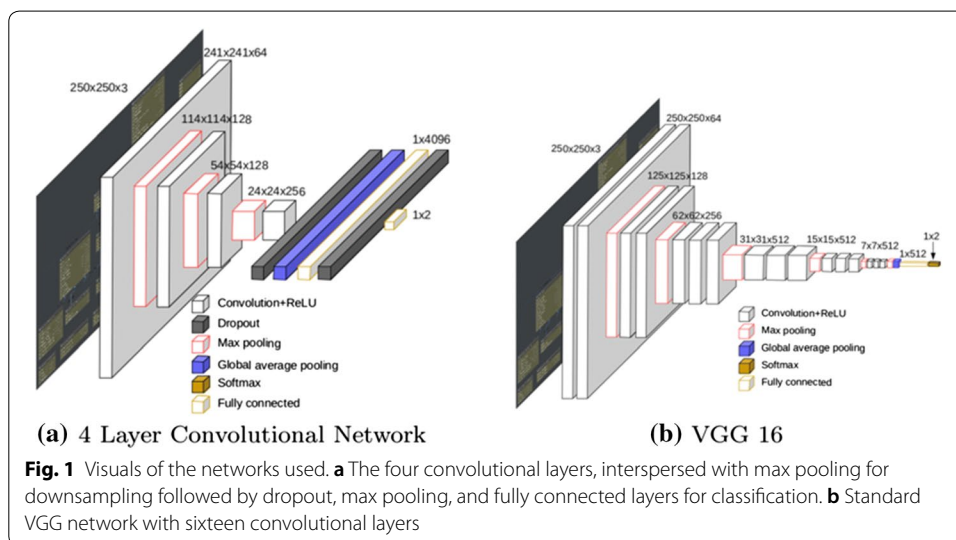 250x250x3
241x241x64
114x114x128
54x54x128
24x24x256
1x4096
1x2
Convolution+ReLU
Dropout
Max pooling
Global average pooling
Softmax
Fully connected
(a) 4 Layer Convolutional Network
250x250x3
250x250x64
125x125x128
62x62x256
31x31x512
15x15x512
7x7x512
1x512
1x2
Convolution+ReLU
Max pooling
Global average pooling
Softmax
Fully connected
(b) VGG 16
Fig. 1 Visuals of the networks used. a The four convolutional layers, interspersed with max pooling for
downsampling followed by dropout, max pooling, and fully connected layers for classification. b Standard
VGG network with sixteen convolutional layers